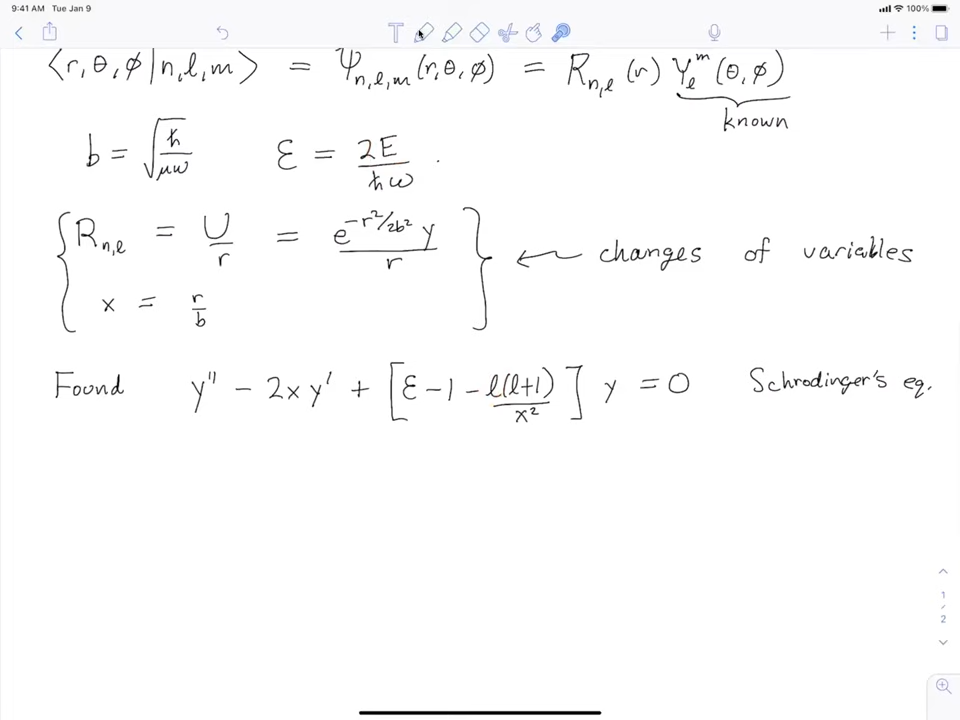 9:41 AM Tue Jan 9 100%
⟨r,θ,ϕ|n,l,m⟩ = Ψₙ,ₗ,ₘ(r,θ,ϕ) = Rₙ,ₗ(r) Yₗᵐ(θ,ϕ)
known
b = √(ħ/μω) ε = 2E/ħω .
{ Rₙ,ₗ = U/r = e^(-r²/2b²) y / r
x = r/b } ← changes of variables
Found y'' - 2xy' + [ε - 1 - l(l+1)/x²] y = 0 Schrodinger's eq.
1
/
2